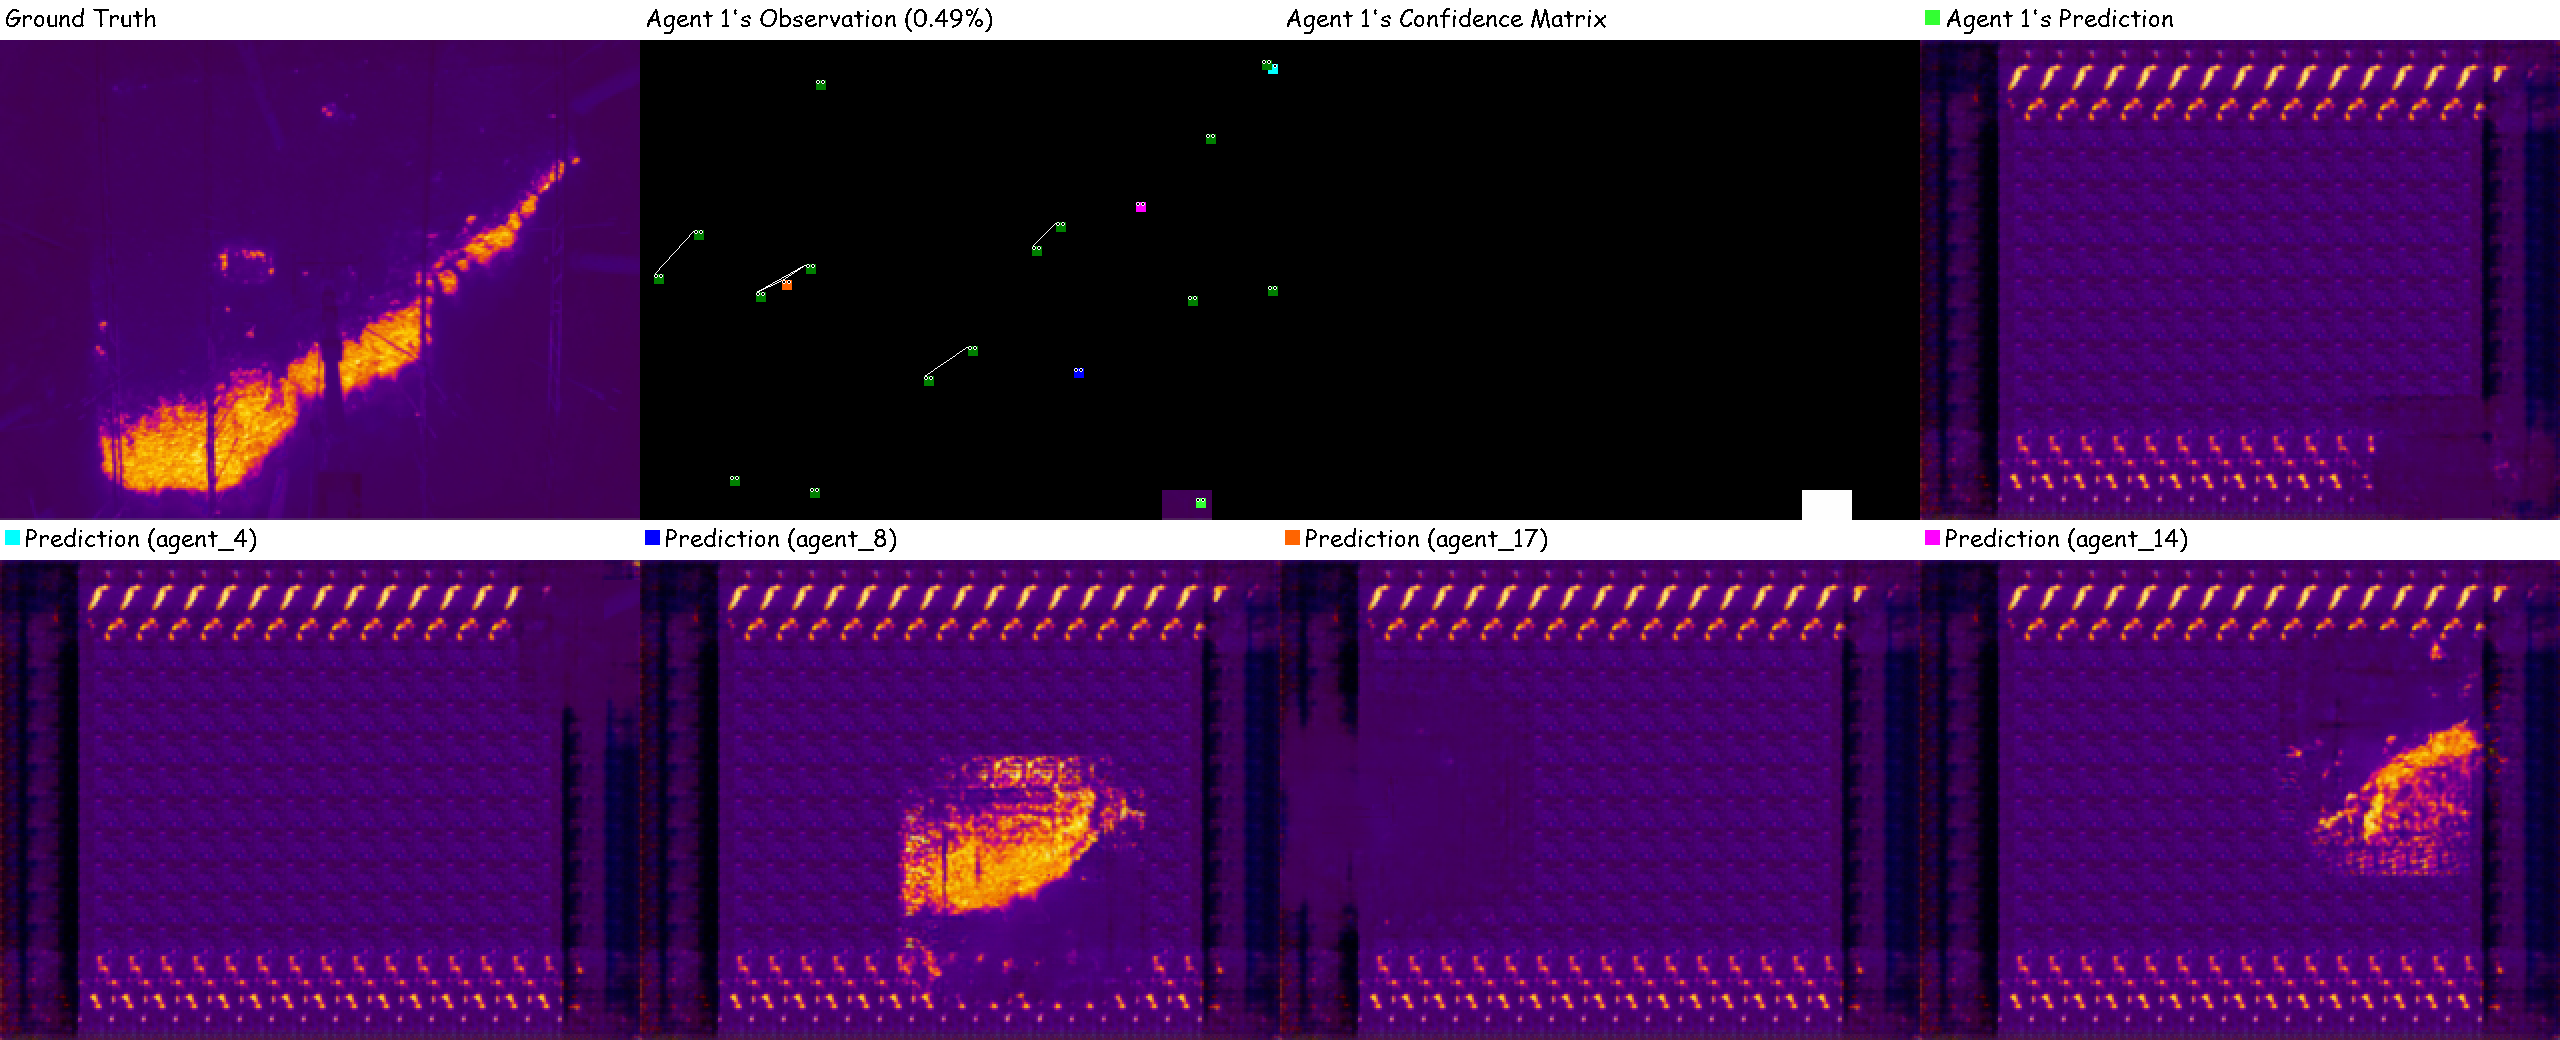 Ground Truth
Agent 1's Observation (0.49%)
Agent 1's Confidence Matrix
Agent 1's Prediction
Prediction (agent_4)
Prediction (agent_8)
Prediction (agent_17)
Prediction (agent_14)